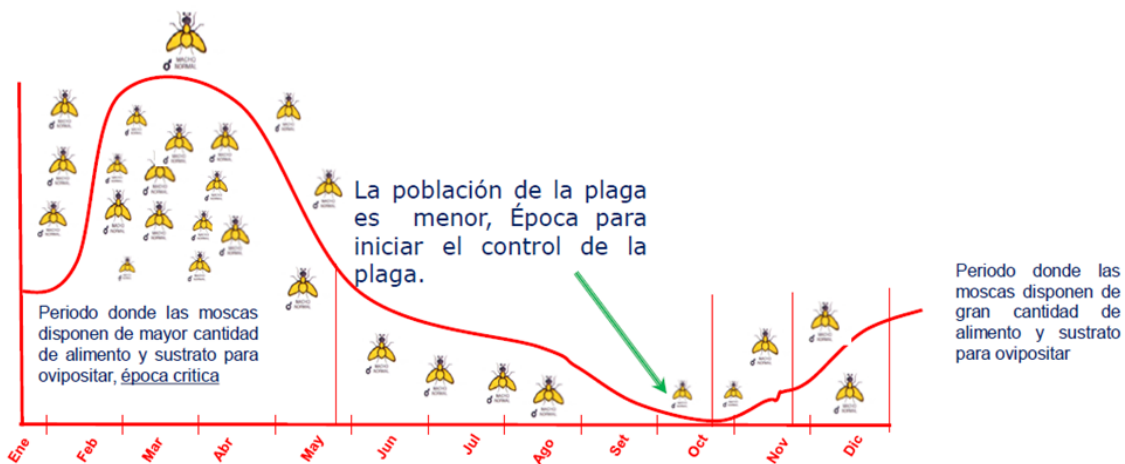 La población de la plaga
es menor, Época para
iniciar el control de la
plaga.
Periodo donde las moscas
disponen de mayor cantidad
de alimento y sustrato para
ovipositar, época critica
Periodo donde las
moscas disponen de
gran cantidad de
alimento y sustrato
para ovipositar
Ene
Feb
Mar
Abr
May
Jun
Jul
Ago
Set
Oct
Nov
Dic